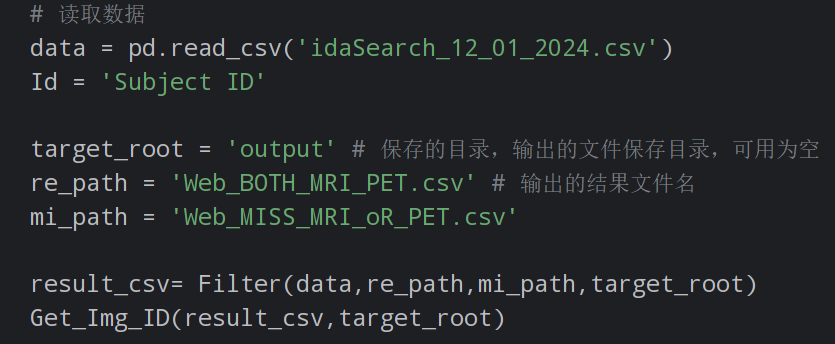 # 读取数据
data = pd.read_csv('idaSearch_12_01_2024.csv')
Id = 'Subject ID'
target_root = 'output' # 保存的目录，输出的文件保存目录，可用为空
re_path = 'Web_BOTH_MRI_PET.csv' # 输出的结果文件名
mi_path = 'Web_MISS_MRI_oR_PET.csv'
result_csv= Filter(data,re_path,mi_path,target_root)
Get_Img_ID(result_csv,target_root)